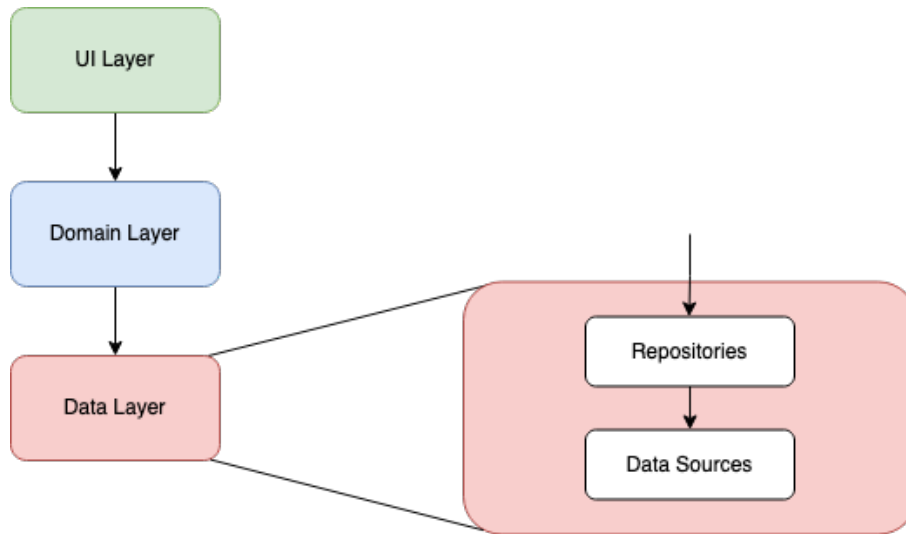 UI Layer
Domain Layer
Data Layer
Repositories
Data Sources